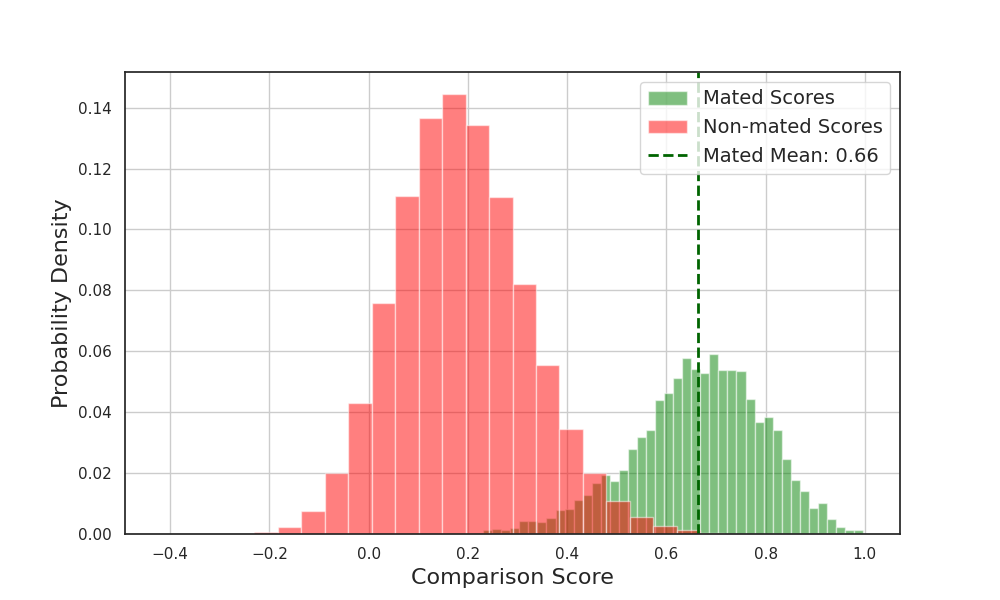 Mated Scores
Non-mated Scores
Mated Mean: 0.66
Probability Density
0.14
0.12
0.10
0.08
0.06
0.04
0.02
0.00
−0.4 −0.2 0.0 0.2 0.4 0.6 0.8 1.0
Comparison Score